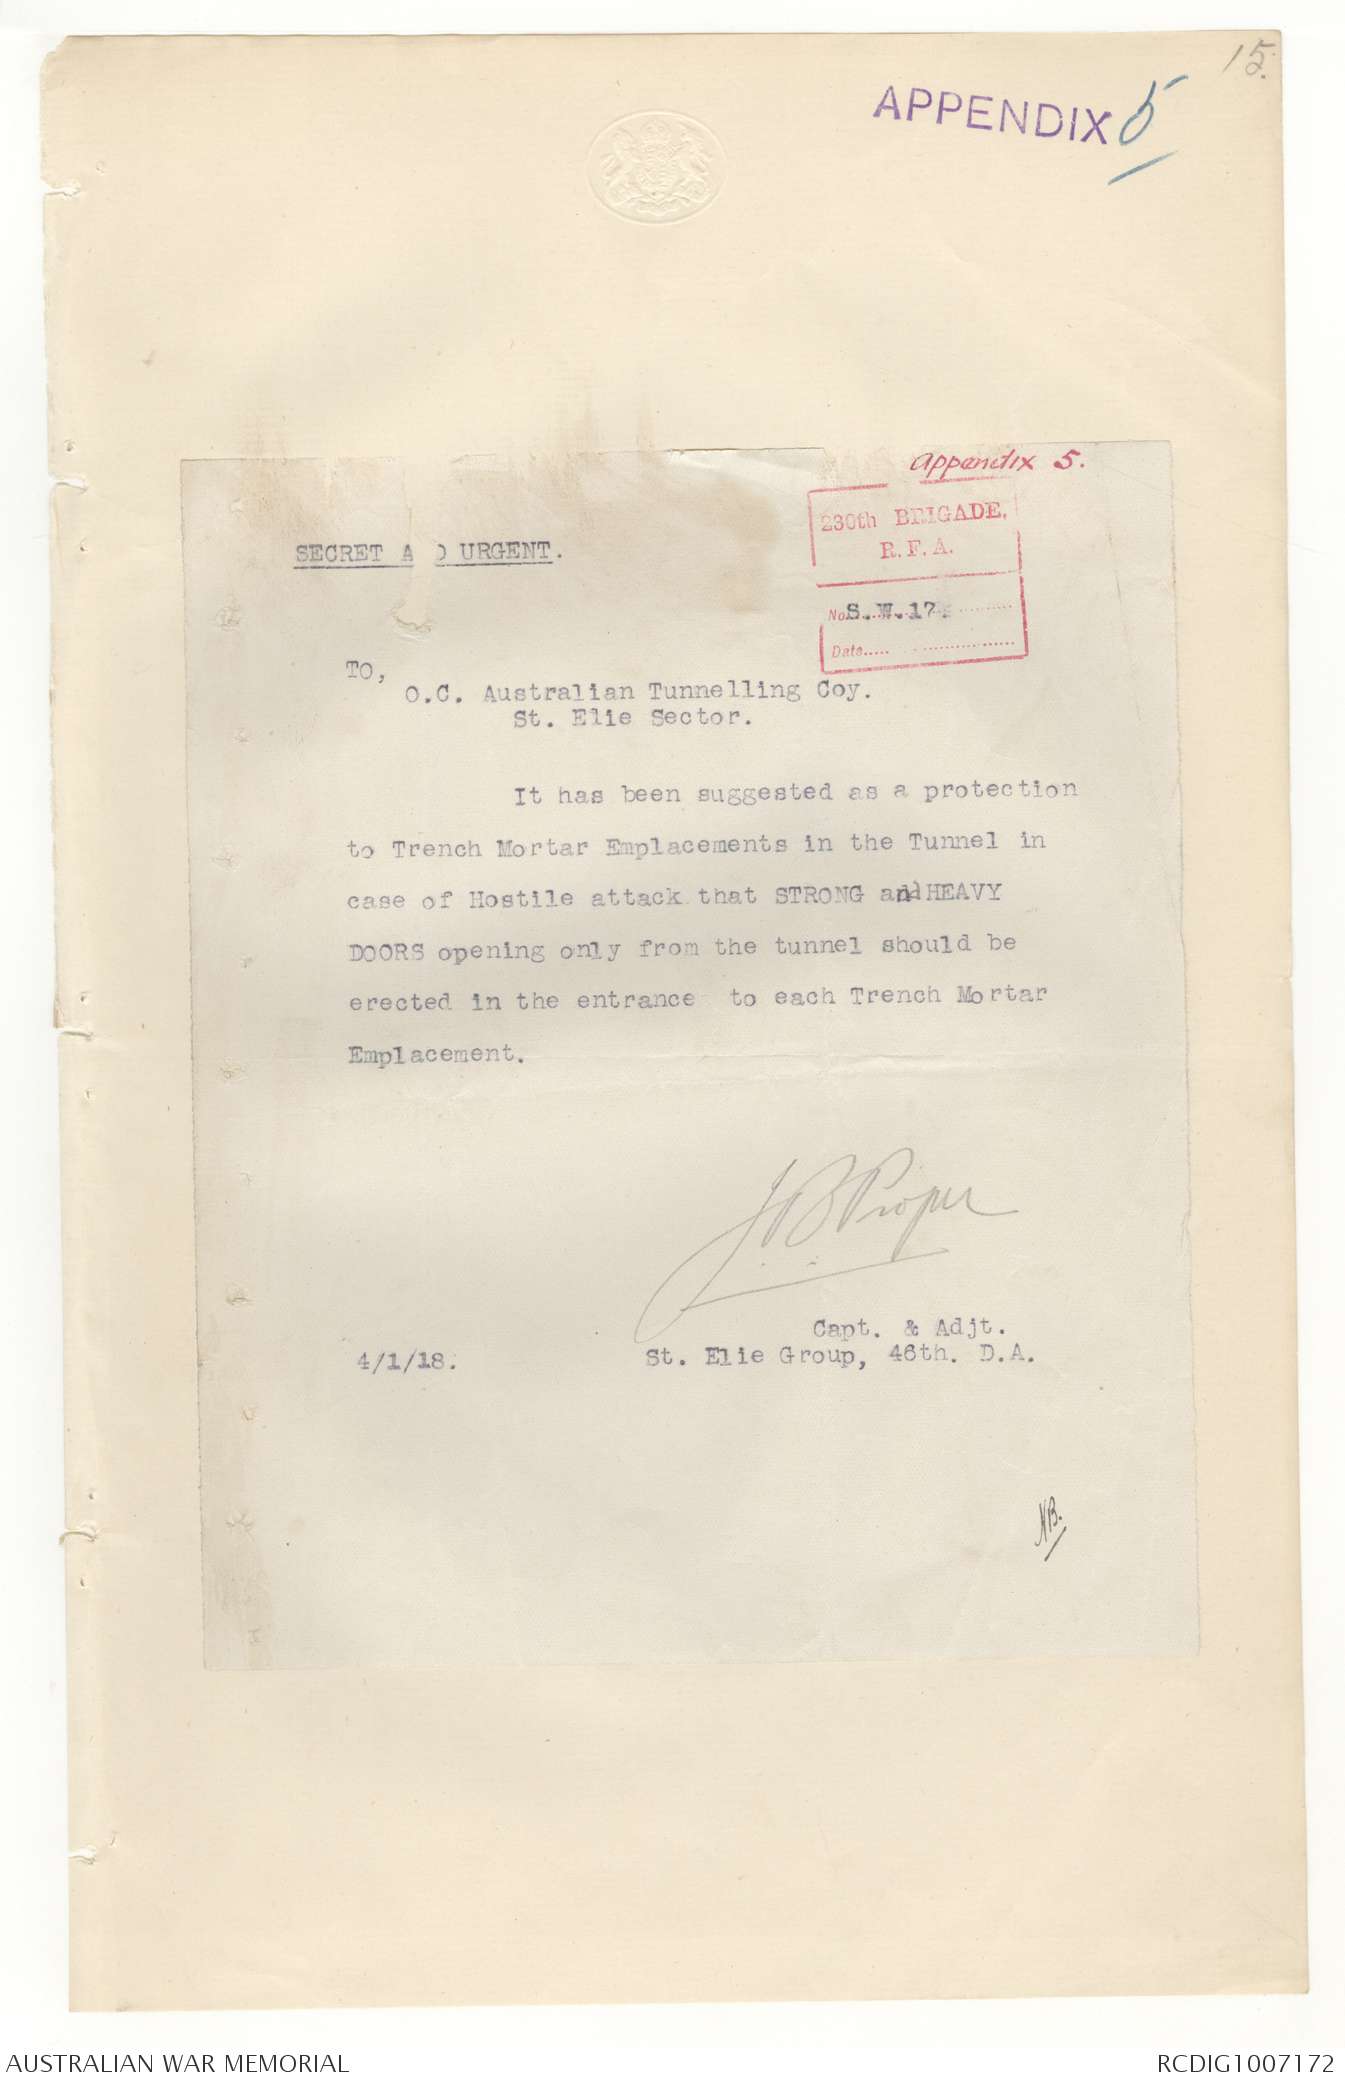 15.
APPENDIX 5
Appendix 5.
230th BRIGADE,
R.F.A.
No. S.W.17
Date
SECRET A D URGENT.
TO,
O.C. Australian Tunnelling Coy.
St. Elie Sector.
It has been suggested as a protection
to Trench Mortar Emplacements in the Tunnel in
case of Hostile attack that STRONG and HEAVY
DOORS opening only from the tunnel should be
erected in the entrance to each Trench Mortar
Emplacement.
Capt. & Adjt.
4/1/18. St. Elie Group, 46th. D.A.
NB.
AUSTRALIAN WAR MEMORIAL
RCDIG1007172